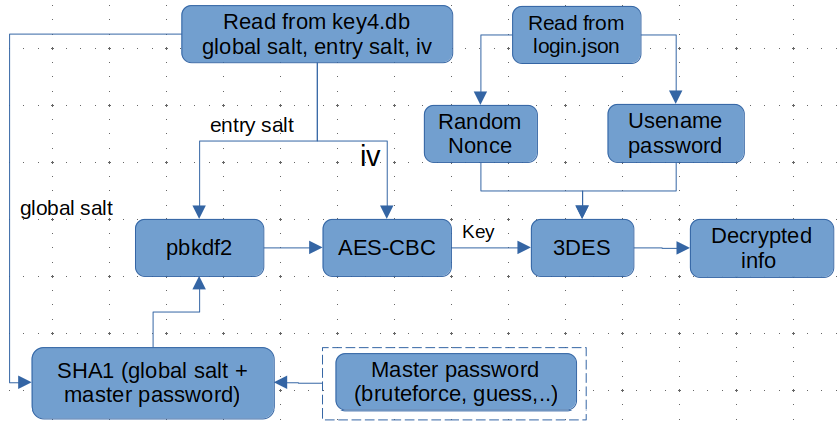 Read from key4.db
global salt, entry salt, iv
Read from
login.json
Random
Nonce
Usename
password
entry salt
iv
global salt
pbkdf2
AES-CBC
Key
3DES
Decrypted
info
SHA1 (global salt +
master password)
Master password
(bruteforce, guess,..)